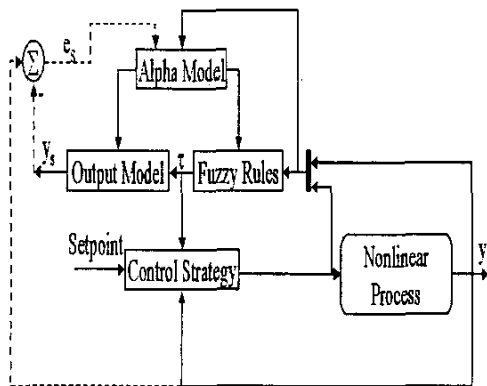 Σ
e_s
-
Alpha Model
y_s
Output Model
τ
Fuzzy Rules
Setpoint
Control Strategy
Nonlinear
Process
y